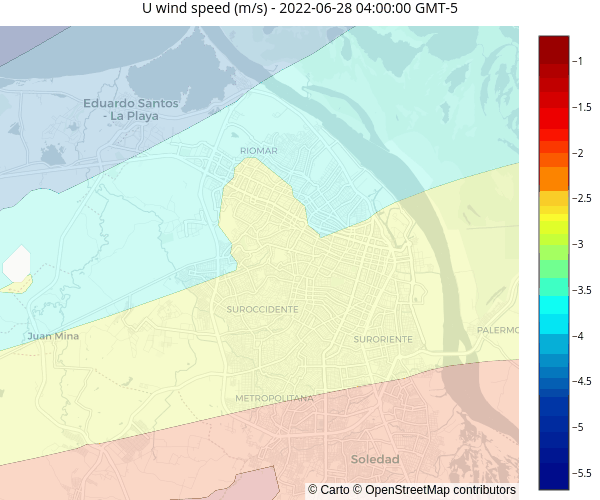 U wind speed (m/s) - 2022-06-28 04:00:00 GMT-5
Eduardo Santos
- La Playa
RIOMAR
SUROCCIDENTE
Juan Mina
SURORIENTE
PALERMO
METROPOLITANA
Soledad
© Carto © OpenStreetMap contributors
−1
−1.5
−2
−2.5
−3
−3.5
−4
−4.5
−5
−5.5